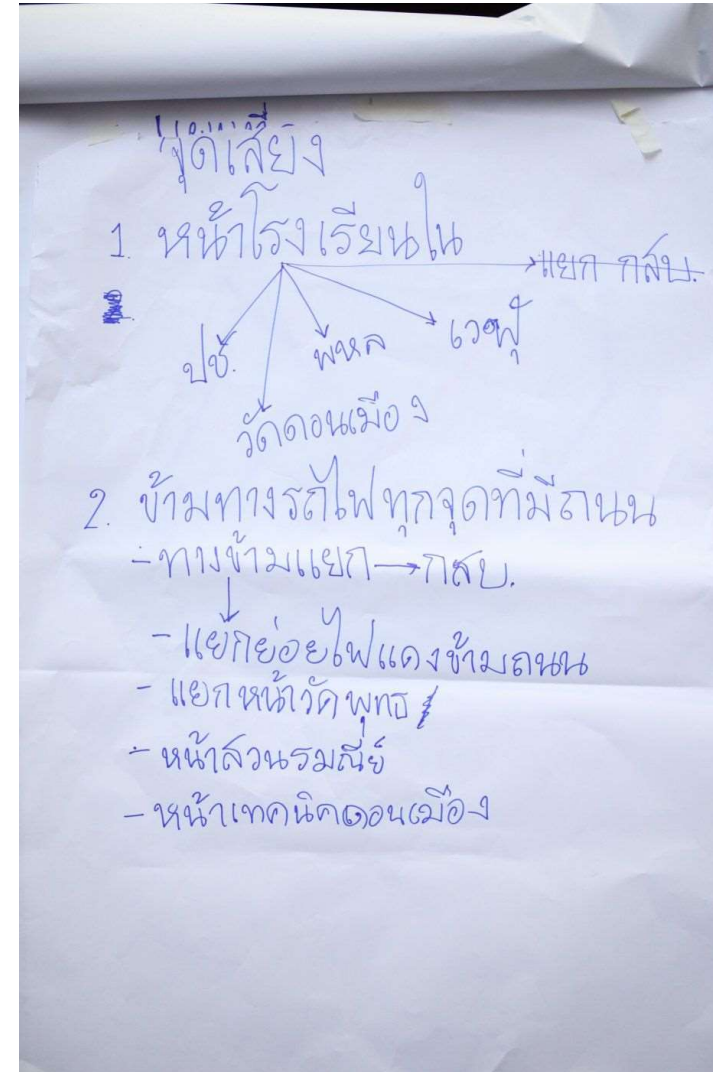 จุดเสี่ยง
1. หน้าโรงเรียนใน
แยก กสบ.
ปช. พหล เวฬุ
วัดดอนเมือง
2. ข้ามทางรถไฟทุกจุดที่มีถนน
- ทางข้ามแยก → กสบ.
- แยกย่อยไฟแดงข้ามถนน
- แยกหน้าวัดพุทธ
- หน้าสวนรมณีย์
- หน้าเทคนิคดอนเมือง